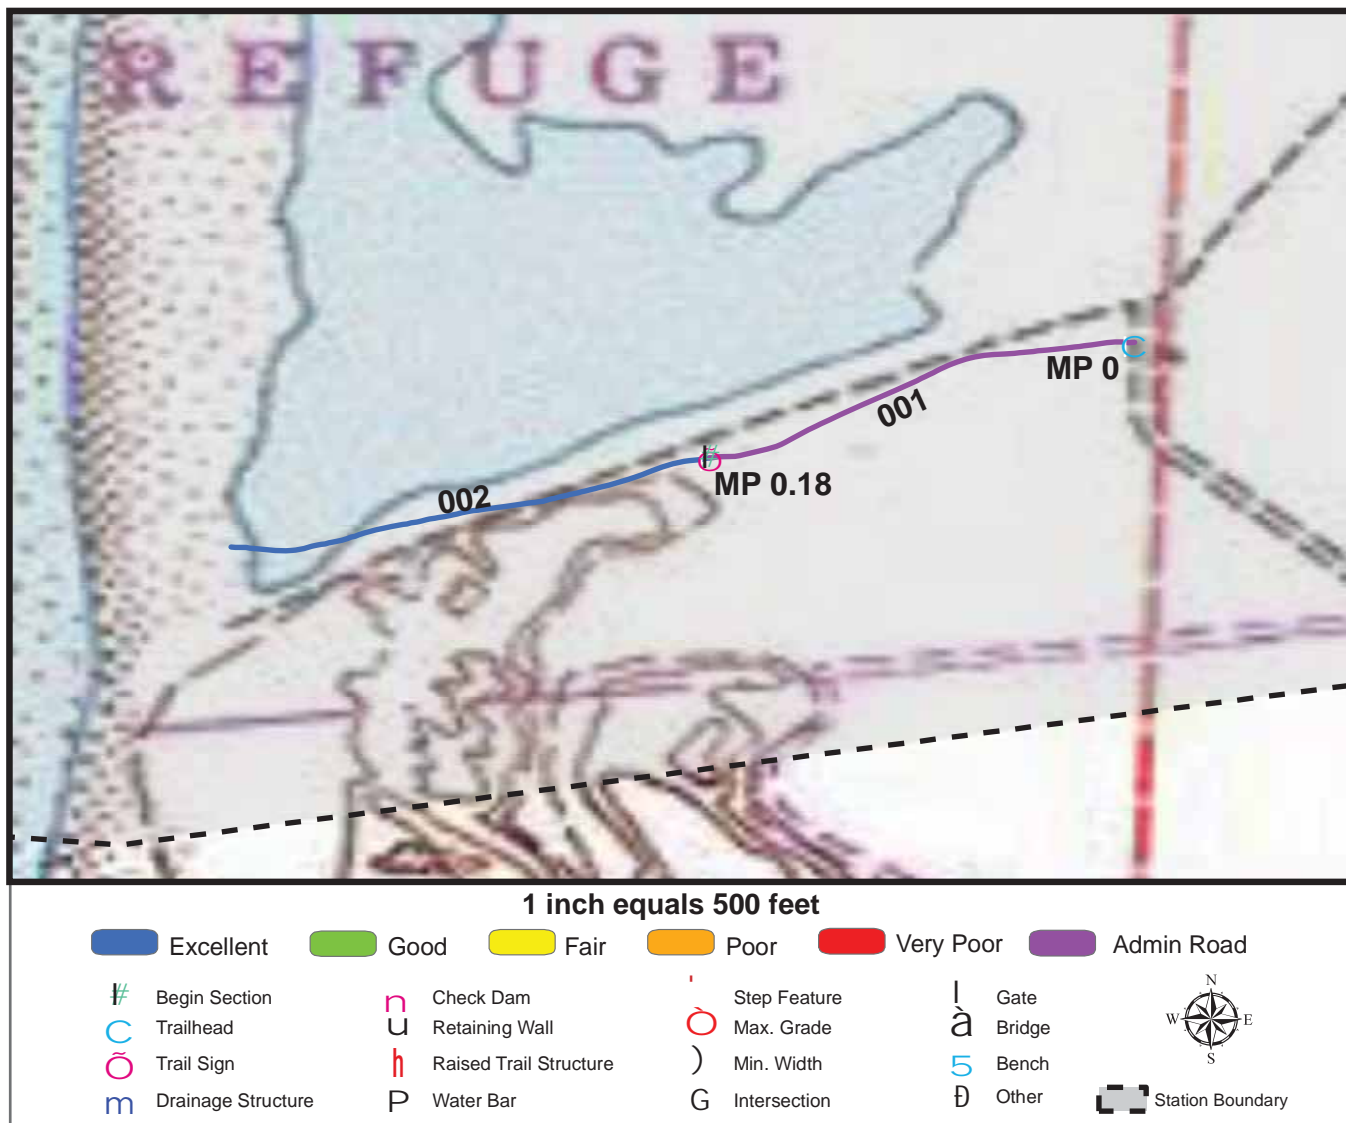 REFUGE
MP 0
001
MP 0.18
002
1 inch equals 500 feet
Excellent Good Fair Poor Very Poor Admin Road
# Begin Section
C Trailhead
Õ Trail Sign
m Drainage Structure
n Check Dam
u Retaining Wall
h Raised Trail Structure
P Water Bar
' Step Feature
Ò Max. Grade
) Min. Width
G Intersection
l Gate
à Bridge
5 Bench
Ð Other
N
W E
S
Station Boundary